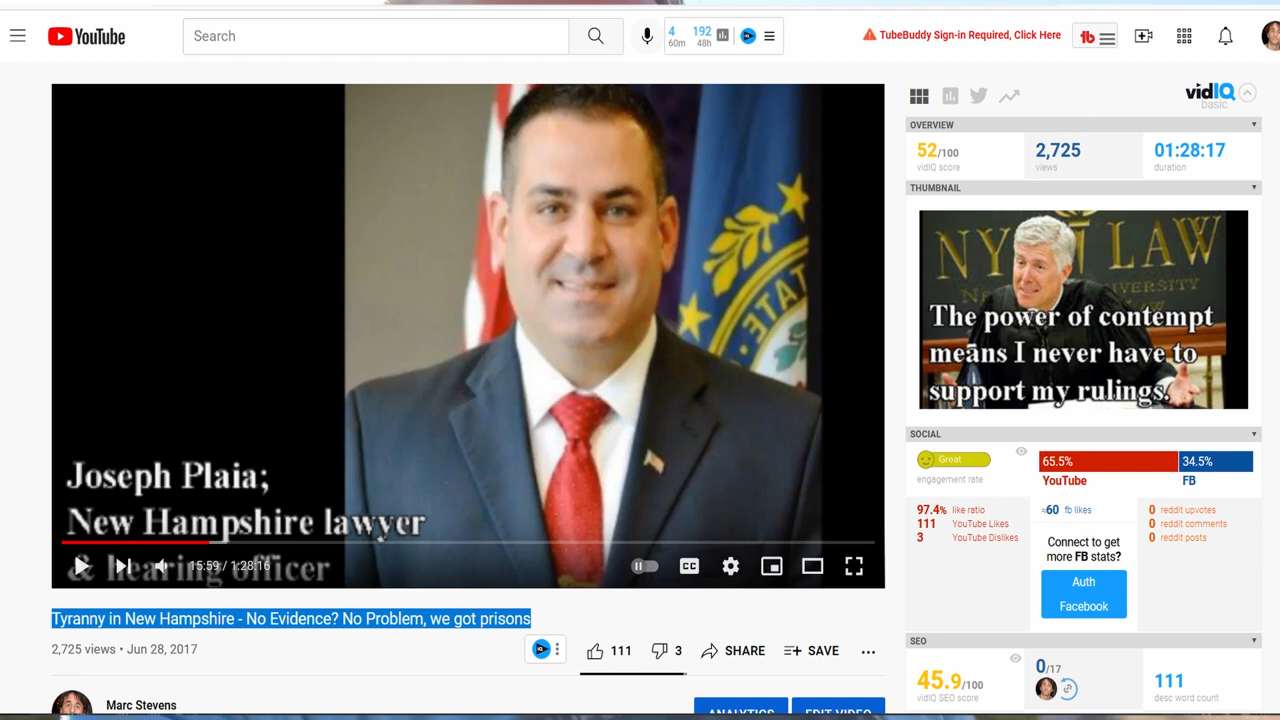 YouTube
Search
4 192
60m 48h
TubeBuddy Sign-in Required, Click Here
tb
Joseph Plaia;
New Hampshire lawyer
& hearing officer
15:59 / 1:28:16
CC
Tyranny in New Hampshire - No Evidence? No Problem, we got prisons
2,725 views • Jun 28, 2017
111
3
SHARE
SAVE
Marc Stevens
ANALYTICS
EDIT VIDEO
vidIQ
basic
OVERVIEW
52/100
vidIQ score
2,725
views
01:28:17
duration
THUMBNAIL
LAW
The power of contempt
means I never have to
support my rulings.
SOCIAL
Great
engagement rate
65.5% 34.5%
YouTube FB
97.4% like ratio
111 YouTube Likes
3 YouTube Dislikes
≈60 fb likes
Connect to get
more FB stats?
Auth
Facebook
0 reddit upvotes
0 reddit comments
0 reddit posts
SEO
45.9/100
vidIQ SEO score
0/17
111
desc word count